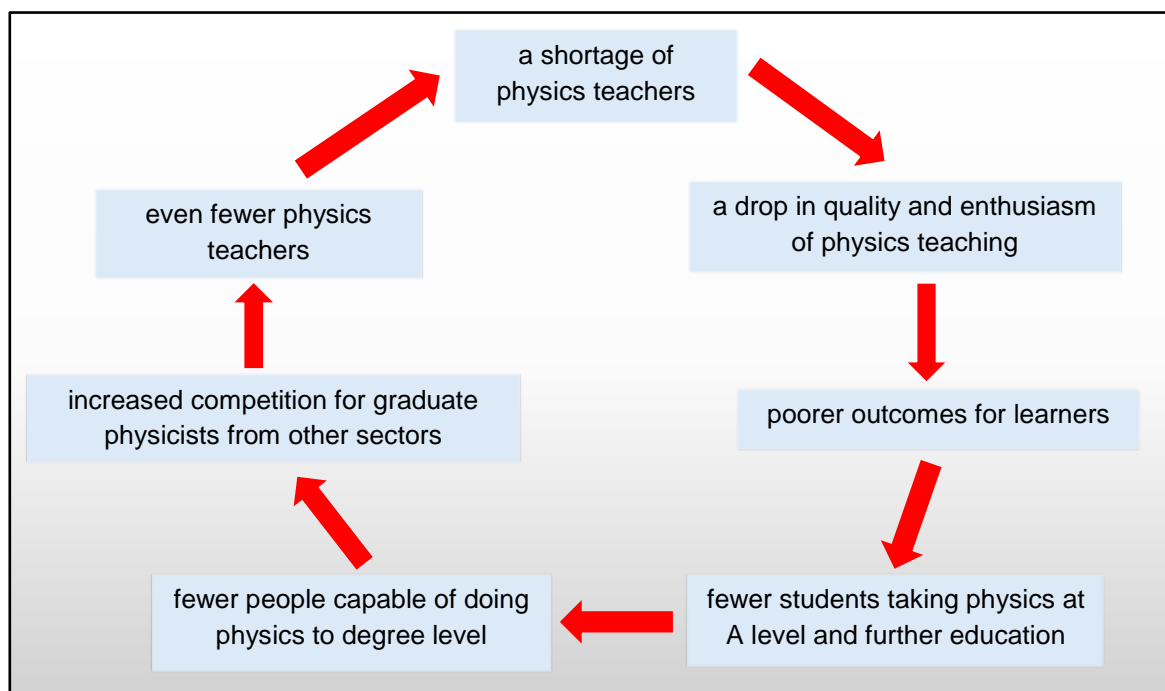 a shortage of
physics teachers
a drop in quality and enthusiasm
of physics teaching
poorer outcomes for learners
fewer students taking physics at
A level and further education
fewer people capable of doing
physics to degree level
increased competition for graduate
physicists from other sectors
even fewer physics
teachers